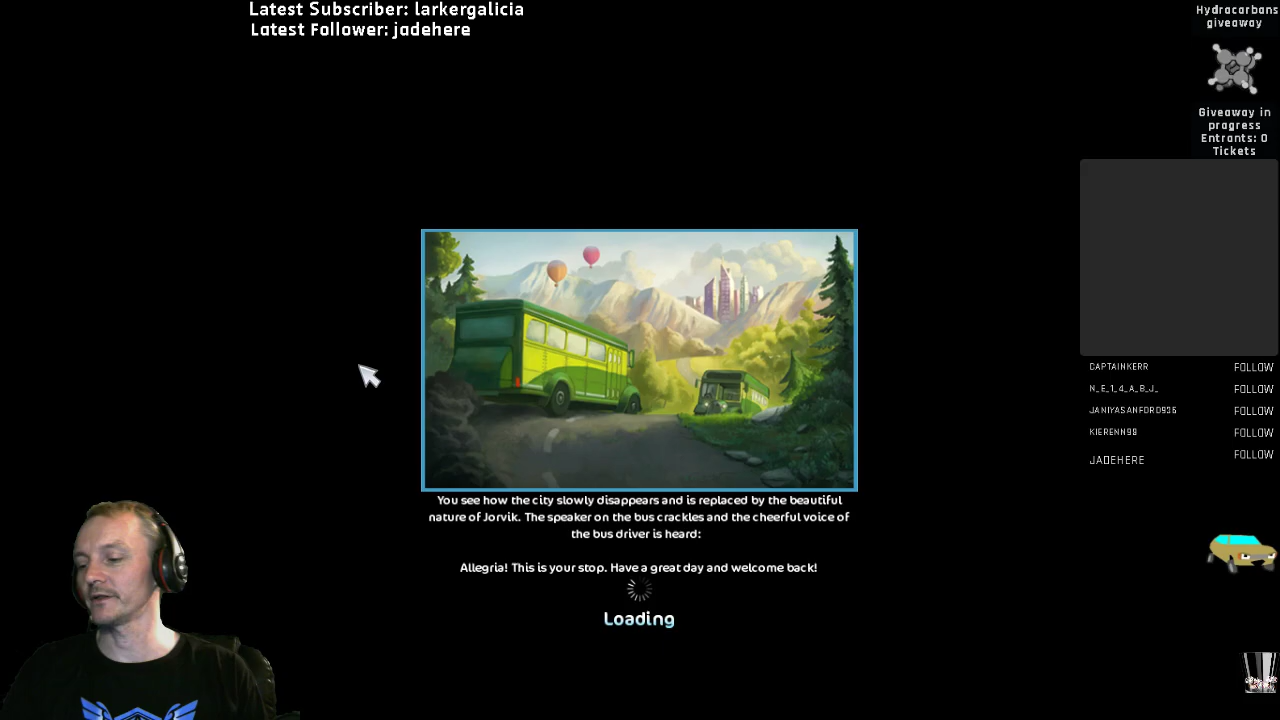 Latest Subscriber: larkergalicia
Latest Follower: jadehere
Hydracarbans
giveaway
Giveaway in
pragress
Entrants: 0
Tickets
You see how the city slowly disappears and is replaced by the beautiful
nature of Jorvik. The speaker on the bus crackles and the cheerful voice of
the bus driver is heard:
Allegria! This is your stop. Have a great day and welcome back!
Loading
CAPTAINKERR FOLLOW
N_E_1_4_A_B_J_ FOLLOW
JANIYASANFORD936 FOLLOW
KIERENN98 FOLLOW
JADEHERE FOLLOW